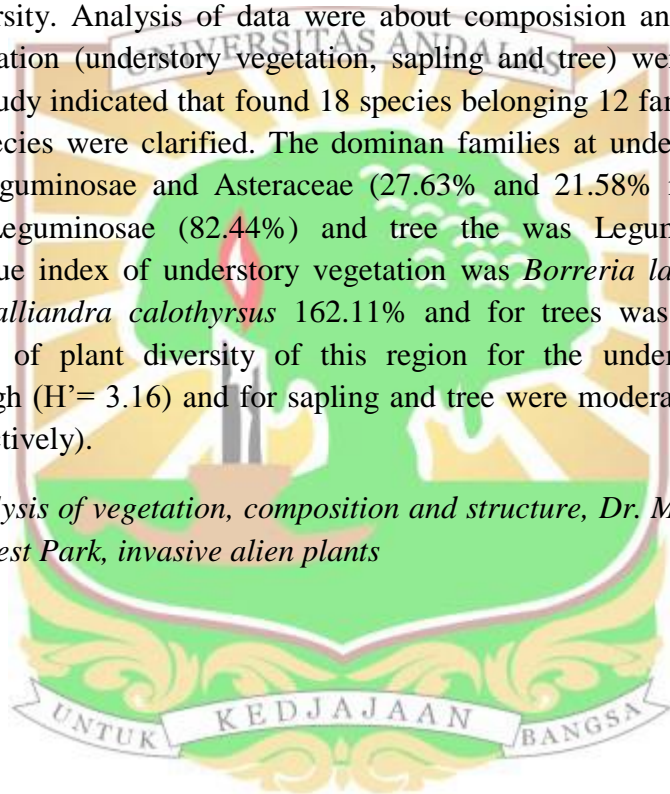 rsity. Analysis of data were about composision an
UNIVERSITAS ANDALAS
ation (understory vegetation, sapling and tree) wer
udy indicated that found 18 species belonging 12 far
ecies were clarified. The dominan families at unde
guminosae and Asteraceae (27.63% and 21.58%
Leguminosae (82.44%) and tree the was Legun
ue index of understory vegetation was Borreria la
alliandra calothyrsus 162.11% and for trees was
of plant diversity of this region for the under
gh (H’= 3.16) and for sapling and tree were modera
ctively).
lysis of vegetation, composition and structure, Dr. M
est Park, invasive alien plants
UNTUK KEDJAJAAN BANGSA